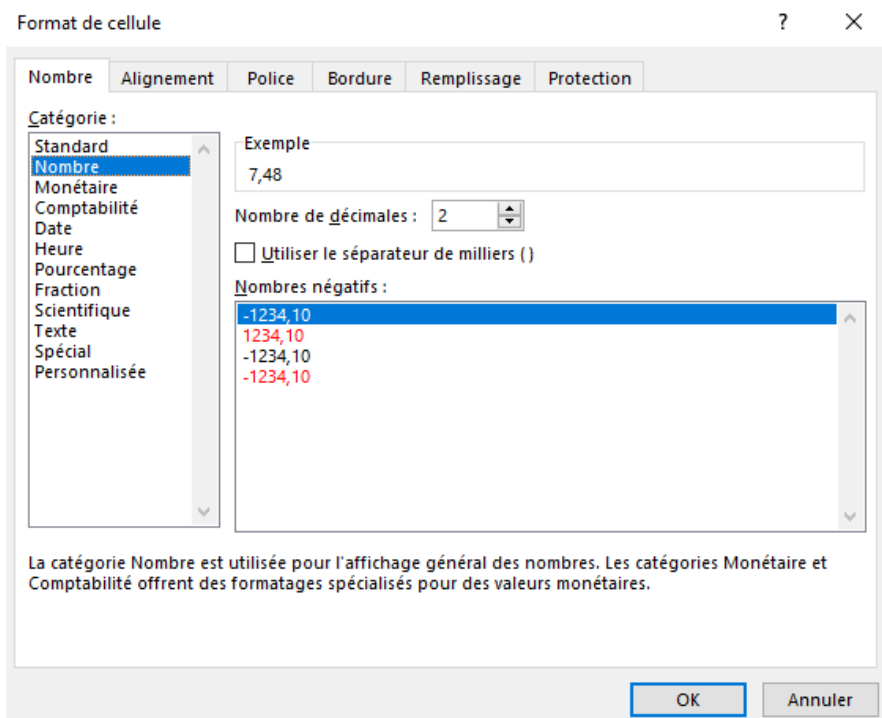 Format de cellule ? ×
Nombre Alignement Police Bordure Remplissage Protection
Catégorie :
Standard
Nombre
Monétaire
Comptabilité
Date
Heure
Pourcentage
Fraction
Scientifique
Texte
Spécial
Personnalisée
Exemple
7,48
Nombre de décimales : 2
Utiliser le séparateur de milliers ( )
Nombres négatifs :
-1234,10
1234,10
-1234,10
-1234,10
La catégorie Nombre est utilisée pour l'affichage général des nombres. Les catégories Monétaire et
Comptabilité offrent des formatages spécialisés pour des valeurs monétaires.
OK Annuler